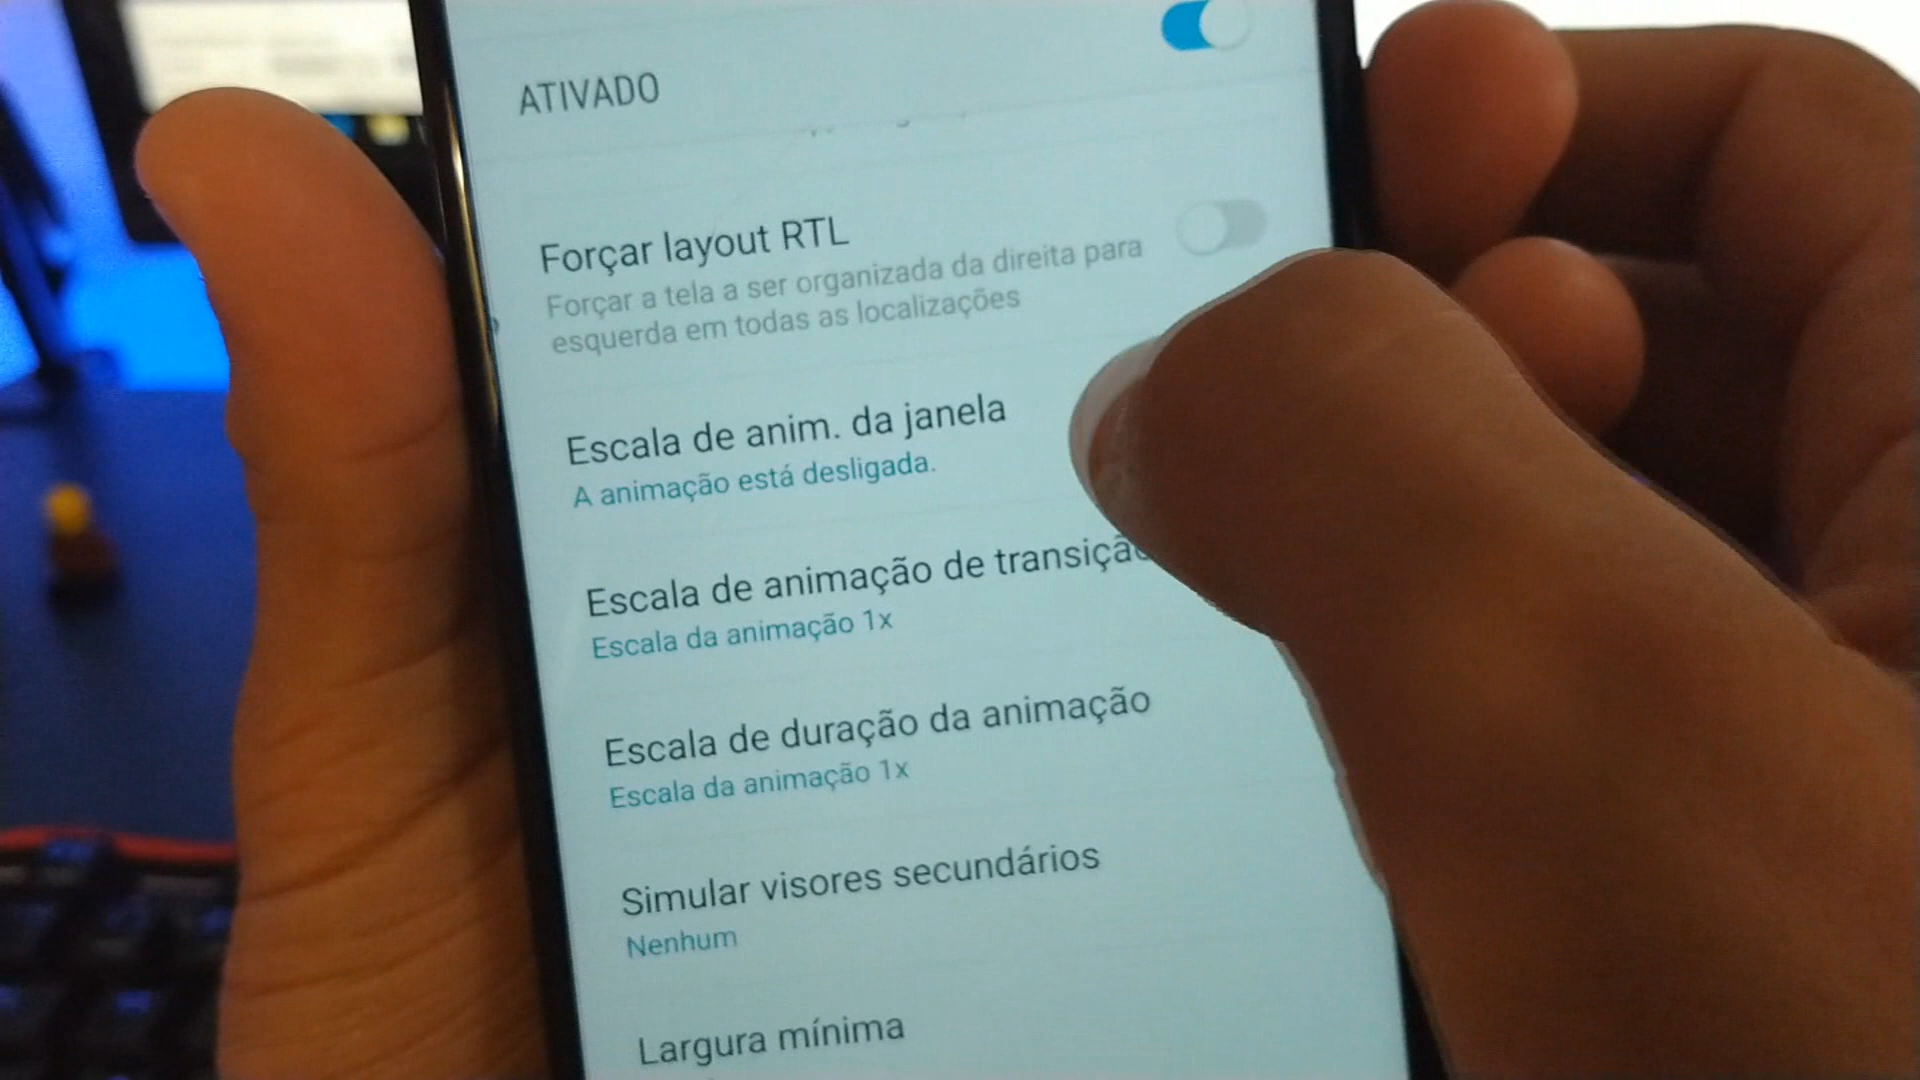 ATIVADO
Forçar layout RTL
Forçar a tela a ser organizada da direita para
esquerda em todas as localizações
Escala de anim. da janela
A animação está desligada.
Escala de animação de transição
Escala da animação 1x
Escala de duração da animação
Escala da animação 1x
Simular visores secundários
Nenhum
Largura mínima